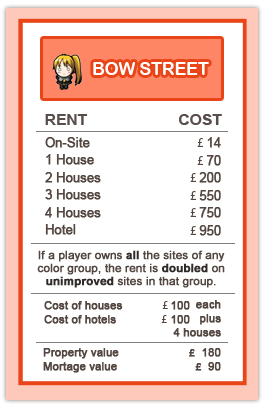 BOW STREET
RENT COST
On-Site £ 14
1 House £ 70
2 Houses £ 200
3 Houses £ 550
4 Houses £ 750
Hotel £ 950
If a player owns all the sites of any
color group, the rent is doubled on
unimproved sites in that group.
Cost of houses £ 100 each
Cost of hotels £ 100 plus
4 houses
Property value £ 180
Mortage value £ 90